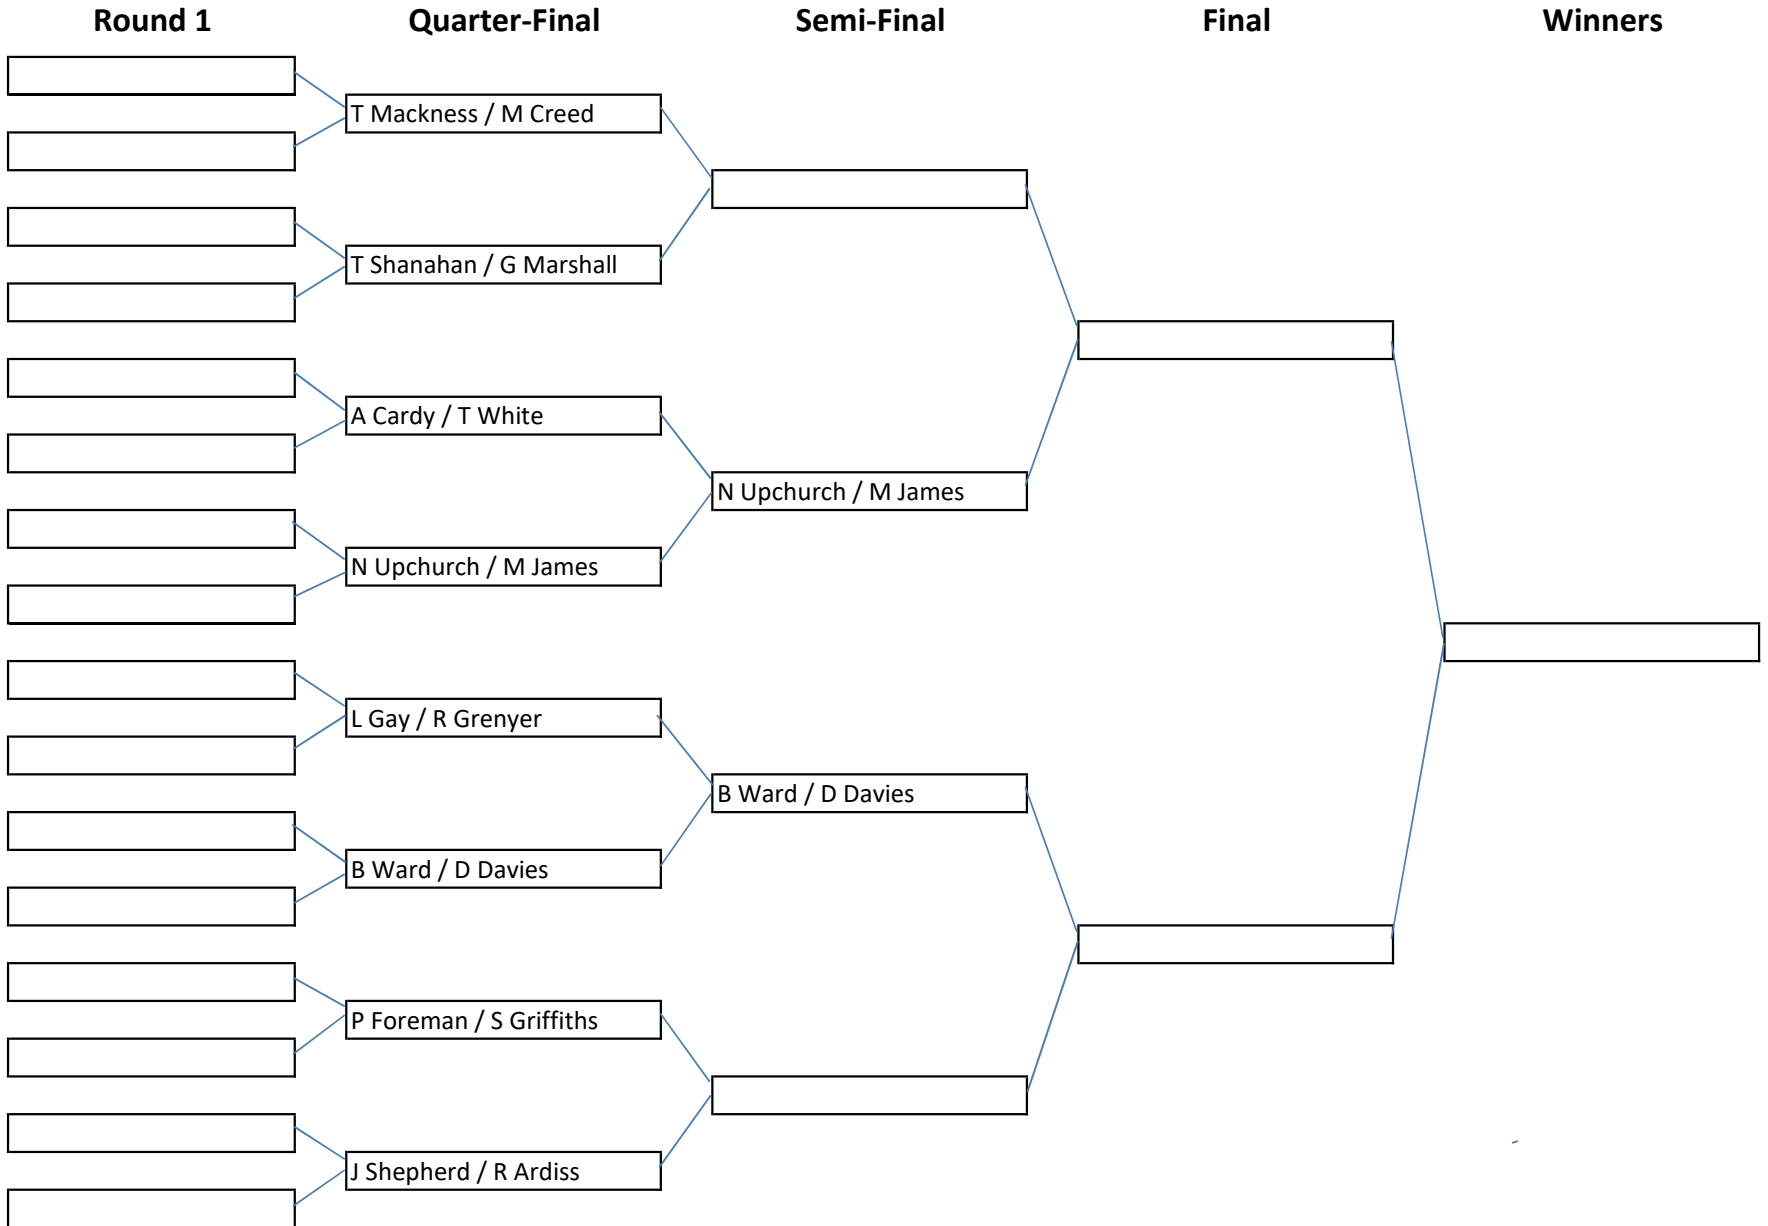 Round 1
Quarter-Final
Semi-Final
Final
Winners
T Mackness / M Creed
T Shanahan / G Marshall
A Cardy / T White
N Upchurch / M James
N Upchurch / M James
L Gay / R Grenyer
B Ward / D Davies
B Ward / D Davies
P Foreman / S Griffiths
J Shepherd / R Ardiss